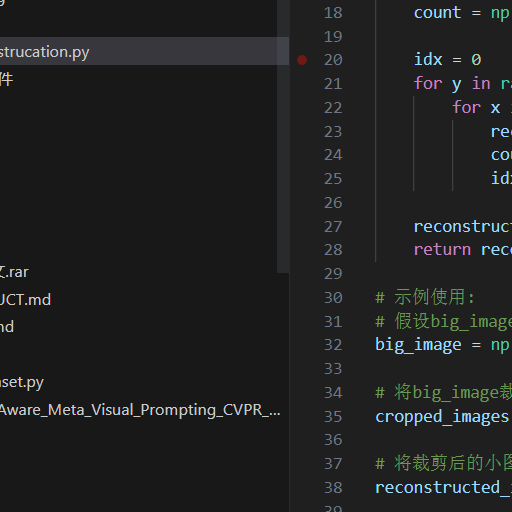 strucation.py
件
.rar
UCT.md
md
aset.py
Aware_Meta_Visual_Prompting_CVPR_...
18 count = np
19
20 idx = 0
21 for y in ra
22 for x i
23 rec
24 cou
25 idx
26
27 reconstruct
28 return reco
29
30 # 示例使用:
31 # 假设big_image
32 big_image = np
33
34 # 将big_image裁
35 cropped_images
36
37 # 将裁剪后的小图
38 reconstructed_
39